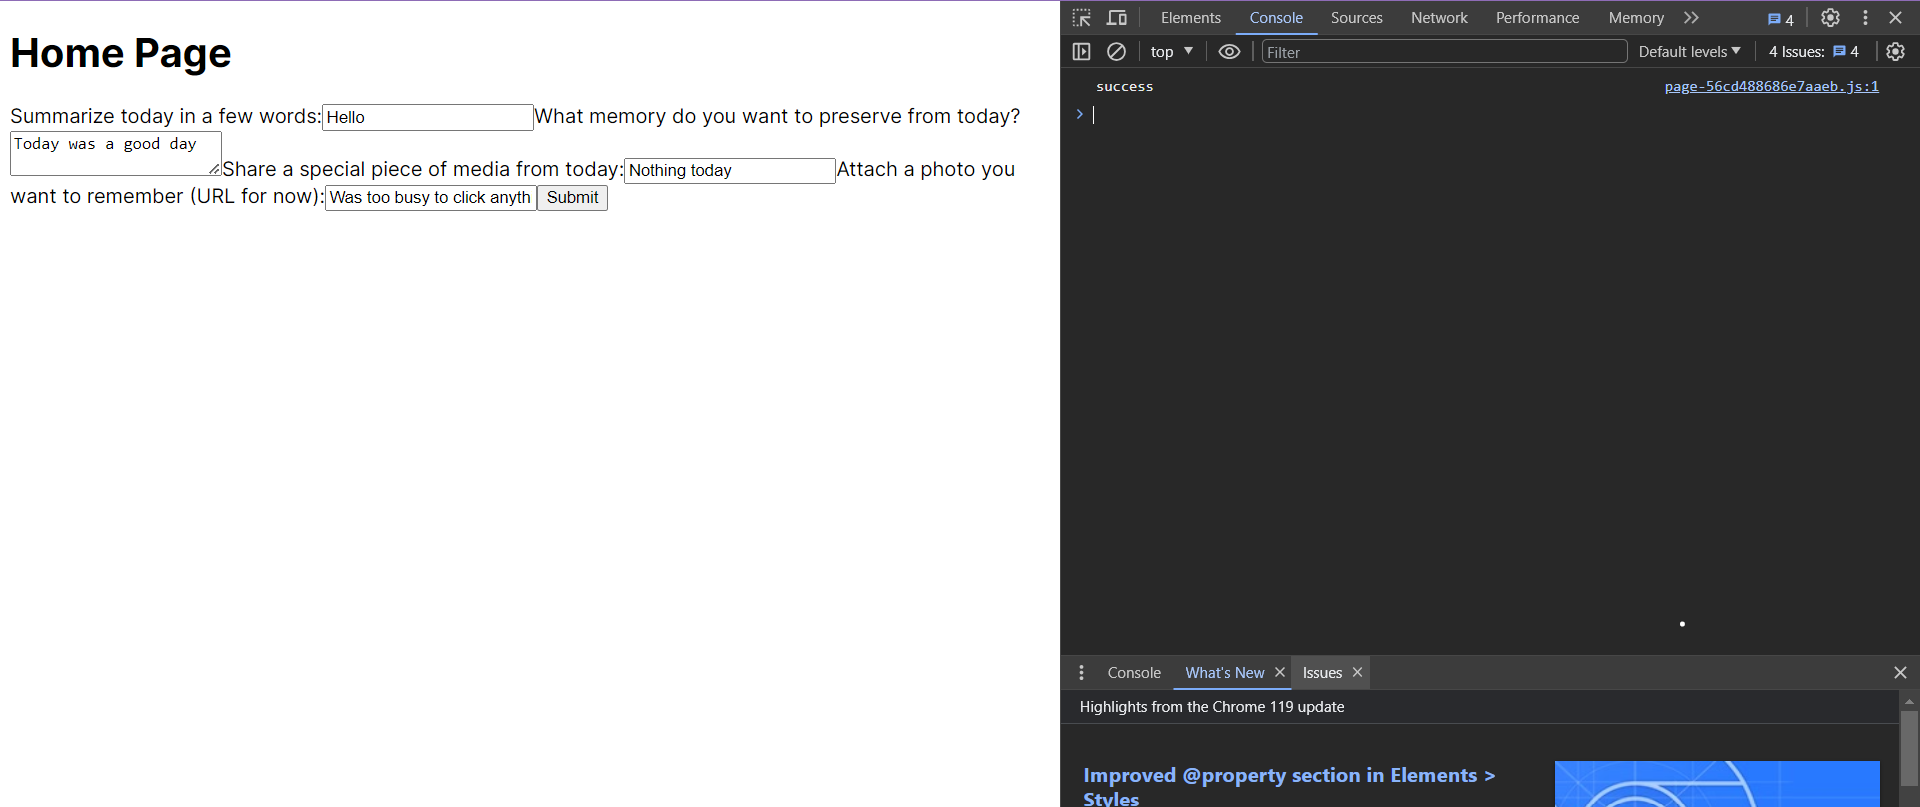 Home Page
Summarize today in a few words: Hello What memory do you want to preserve from today?
Today was a good day Share a special piece of media from today: Nothing today Attach a photo you
want to remember (URL for now): Was too busy to click anyth Submit
Elements Console Sources Network Performance Memory 4
top Filter Default levels 4 Issues: 4
success page-56cd488686e7aaeb.js:1
Console What's New Issues
Highlights from the Chrome 119 update
Improved @property section in Elements >
Styles